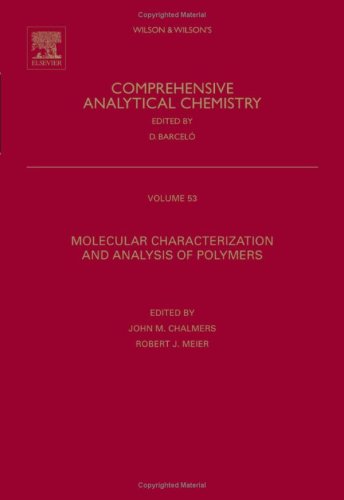 Copyrighted Material
WILSON & WILSON'S
ELSEVIER
COMPREHENSIVE
ANALYTICAL CHEMISTRY
EDITED BY
D. BARCELÓ
VOLUME 53
MOLECULAR CHARACTERIZATION
AND ANALYSIS OF POLYMERS
EDITED BY
JOHN M. CHALMERS
ROBERT J. MEIER
Copyrighted Material